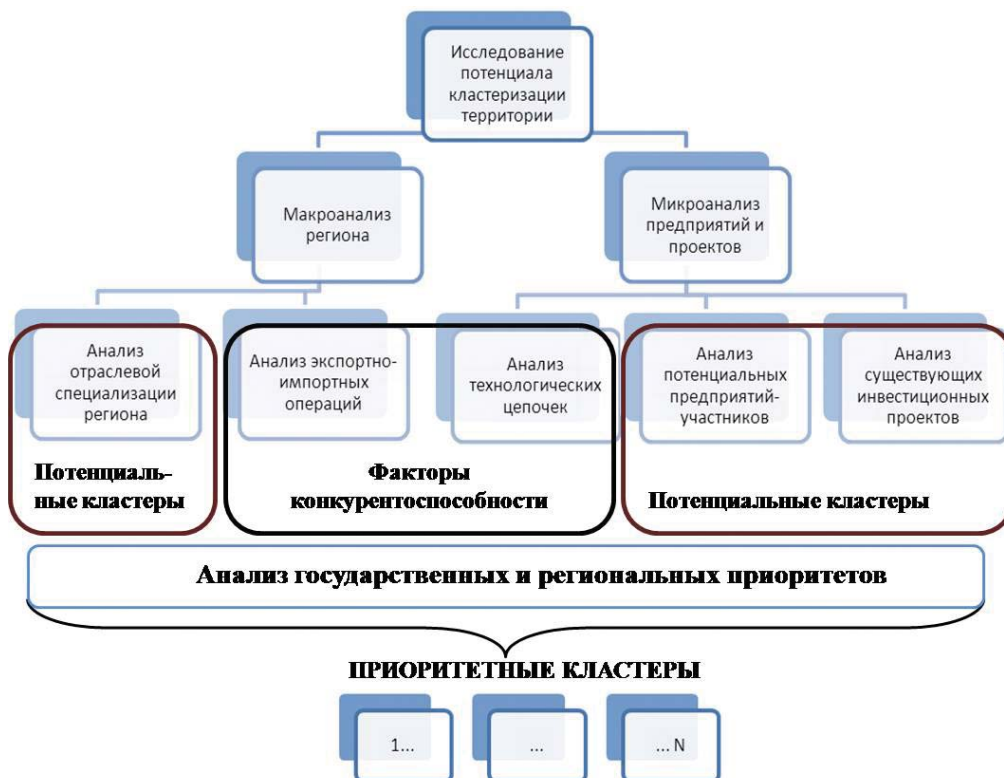 Исследование
потенциала
кластеризации
территории
Макроанализ
региона
Микроанализ
предприятий и
проектов
Анализ
отраслевой
специализации
региона
Анализ экспортно-
импортных
операций
Анализ
технологических
цепочек
Анализ
потенциальных
предприятий-
участников
Анализ
существующих
инвестиционных
проектов
Потенциаль-
ные кластеры
Факторы
конкурентоспособности
Потенциальные кластеры
Анализ государственных и региональных приоритетов
ПРИОРИТЕТНЫЕ КЛАСТЕРЫ
1...
...
... N